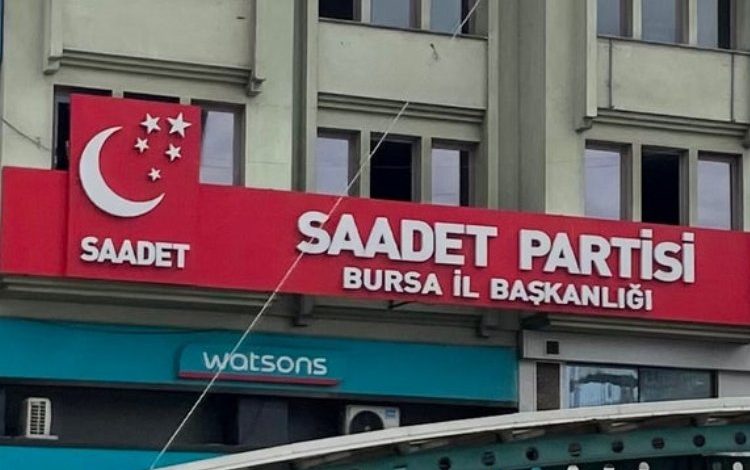 SAADET
SAADET PARTİSİ
BURSA İL BAŞKANLIĞI
watsons